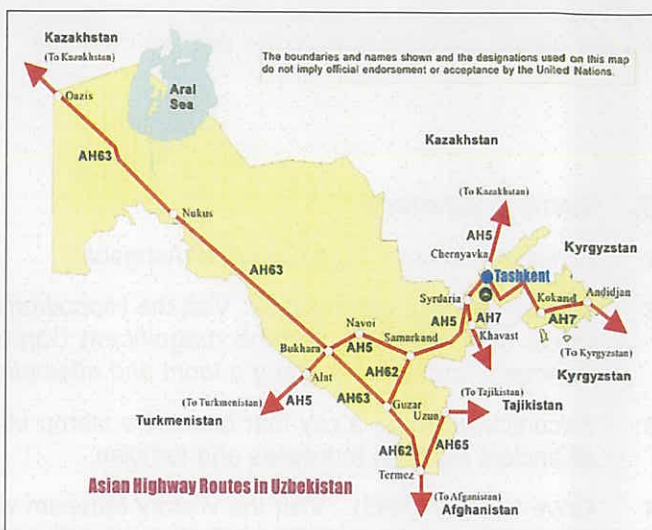 Kazakhstan
(To Kazakhstan)
Oazis
Aral
Sea
The boundaries and names shown and the designations used on this map
do not imply official endorsement or acceptance by the United Nations.
AH63
Nukus
AH63
Kazakhstan
(To Kazakhstan)
AH5
Chernyavka
Tashkent
Kyrgyzstan
Syrdaria
AH5
AH7
Khavast
Kokand
Andidjan
AH7
(To Kyrgyzstan)
Kyrgyzstan
Navoi
Samarkand
Bukhara
AH5
AH62
Alat
AH63
Guzar
(To Turkmenistan)
AH5
Turkmenistan
Uzun
(To Tajikistan)
Tajikistan
AH62
AH65
Termez
(To Afganistan)
Afghanistan
Asian Highway Routes in Uzbekistan